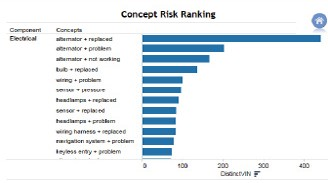 Concept Risk Ranking
Component Concepts
Electrical alternator + replaced
alternator + problem
alternator + not working
bulb + replaced
wiring + problem
sensor + pressure
headlamps + replaced
sensor + replaced
headlamps + problem
wiring harness + replaced
navigation system + problem
keyless entry + problem
0 100 200 300 400
DistinctVIN